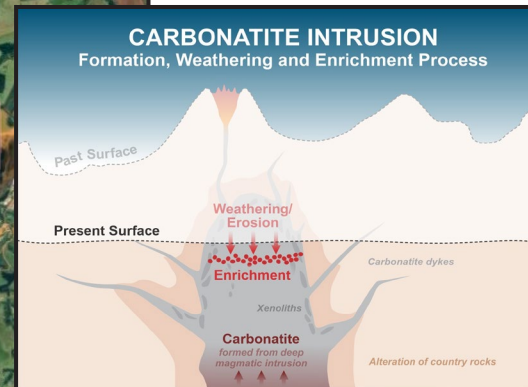 CARBONATITE INTRUSION
Formation, Weathering and Enrichment Process
Past Surface
Weathering/
Erosion
Present Surface
Enrichment
Carbonatite dykes
Xenoliths
Carbonatite
formed from deep
magmatic intrusion
Alteration of country rocks